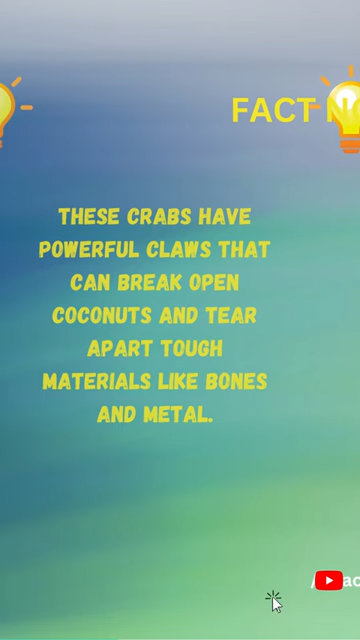 FACT
THESE CRABS HAVE
POWERFUL CLAWS THAT
CAN BREAK OPEN
COCONUTS AND TEAR
APART TOUGH
MATERIALS LIKE BONES
AND METAL.